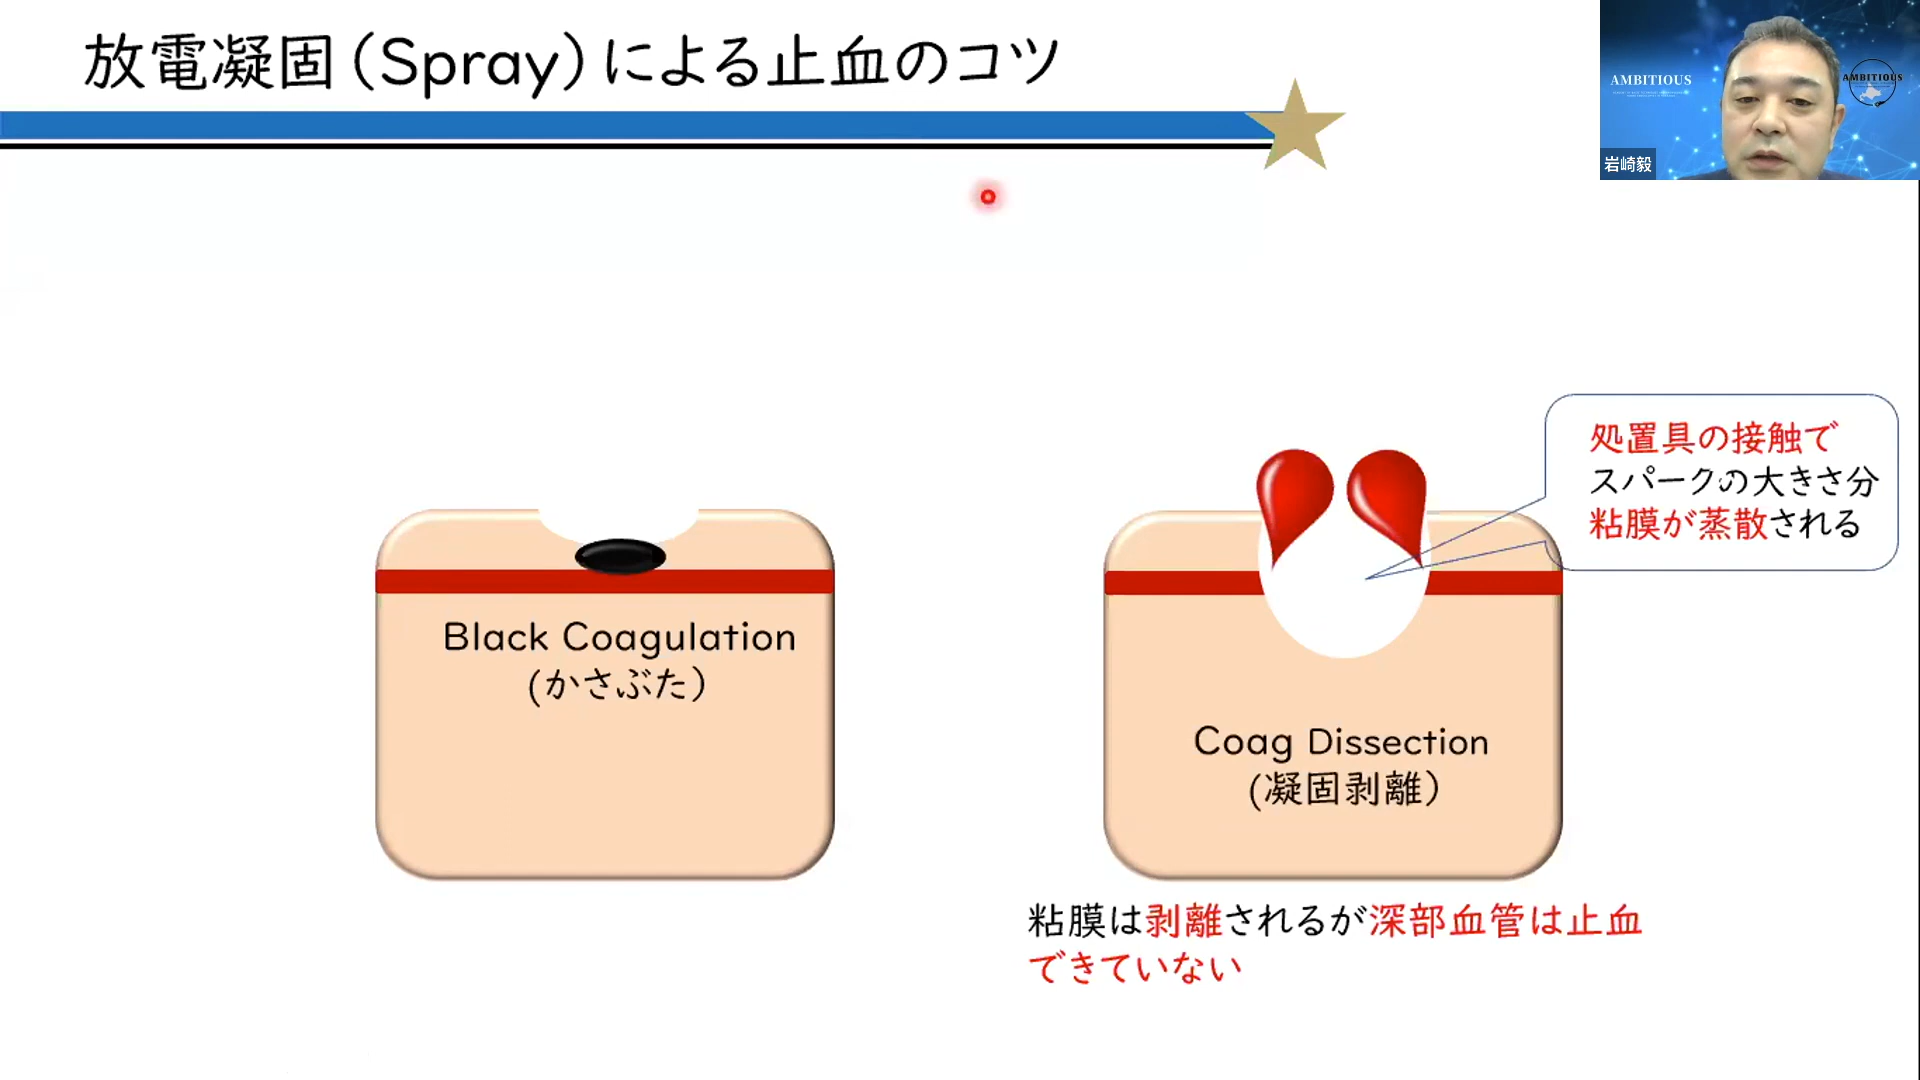 放電凝固(Spray)による止血のコツ
AMBITIOUS
AMBITIOUS
岩崎毅
処置具の接触で
スパークの大きさ分
粘膜が蒸散される
Black Coagulation
(かさぶた)
Coag Dissection
(凝固剥離)
粘膜は剥離されるが深部血管は止血
できていない